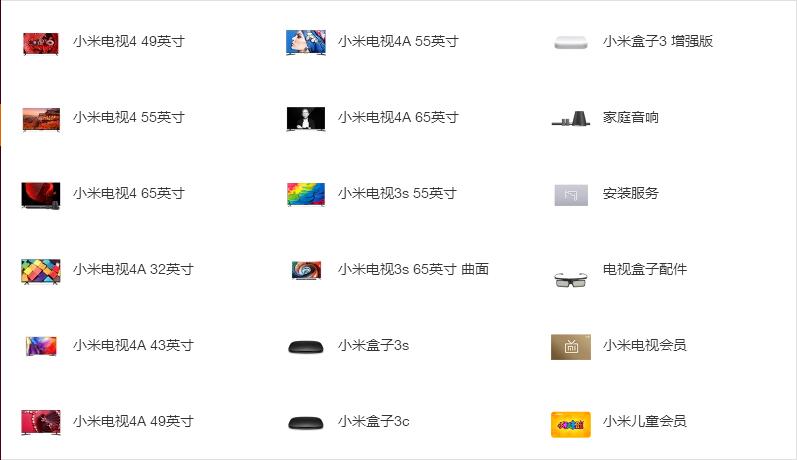 小米电视4 49英寸
小米电视4 55英寸
小米电视4 65英寸
小米电视4A 32英寸
小米电视4A 43英寸
小米电视4A 49英寸
小米电视4A 55英寸
小米电视4A 65英寸
小米电视3s 55英寸
小米电视3s 65英寸 曲面
小米盒子3s
小米盒子3c
小米盒子3 增强版
家庭音响
安装服务
电视盒子配件
mi
小米电视会员
小米儿童会员